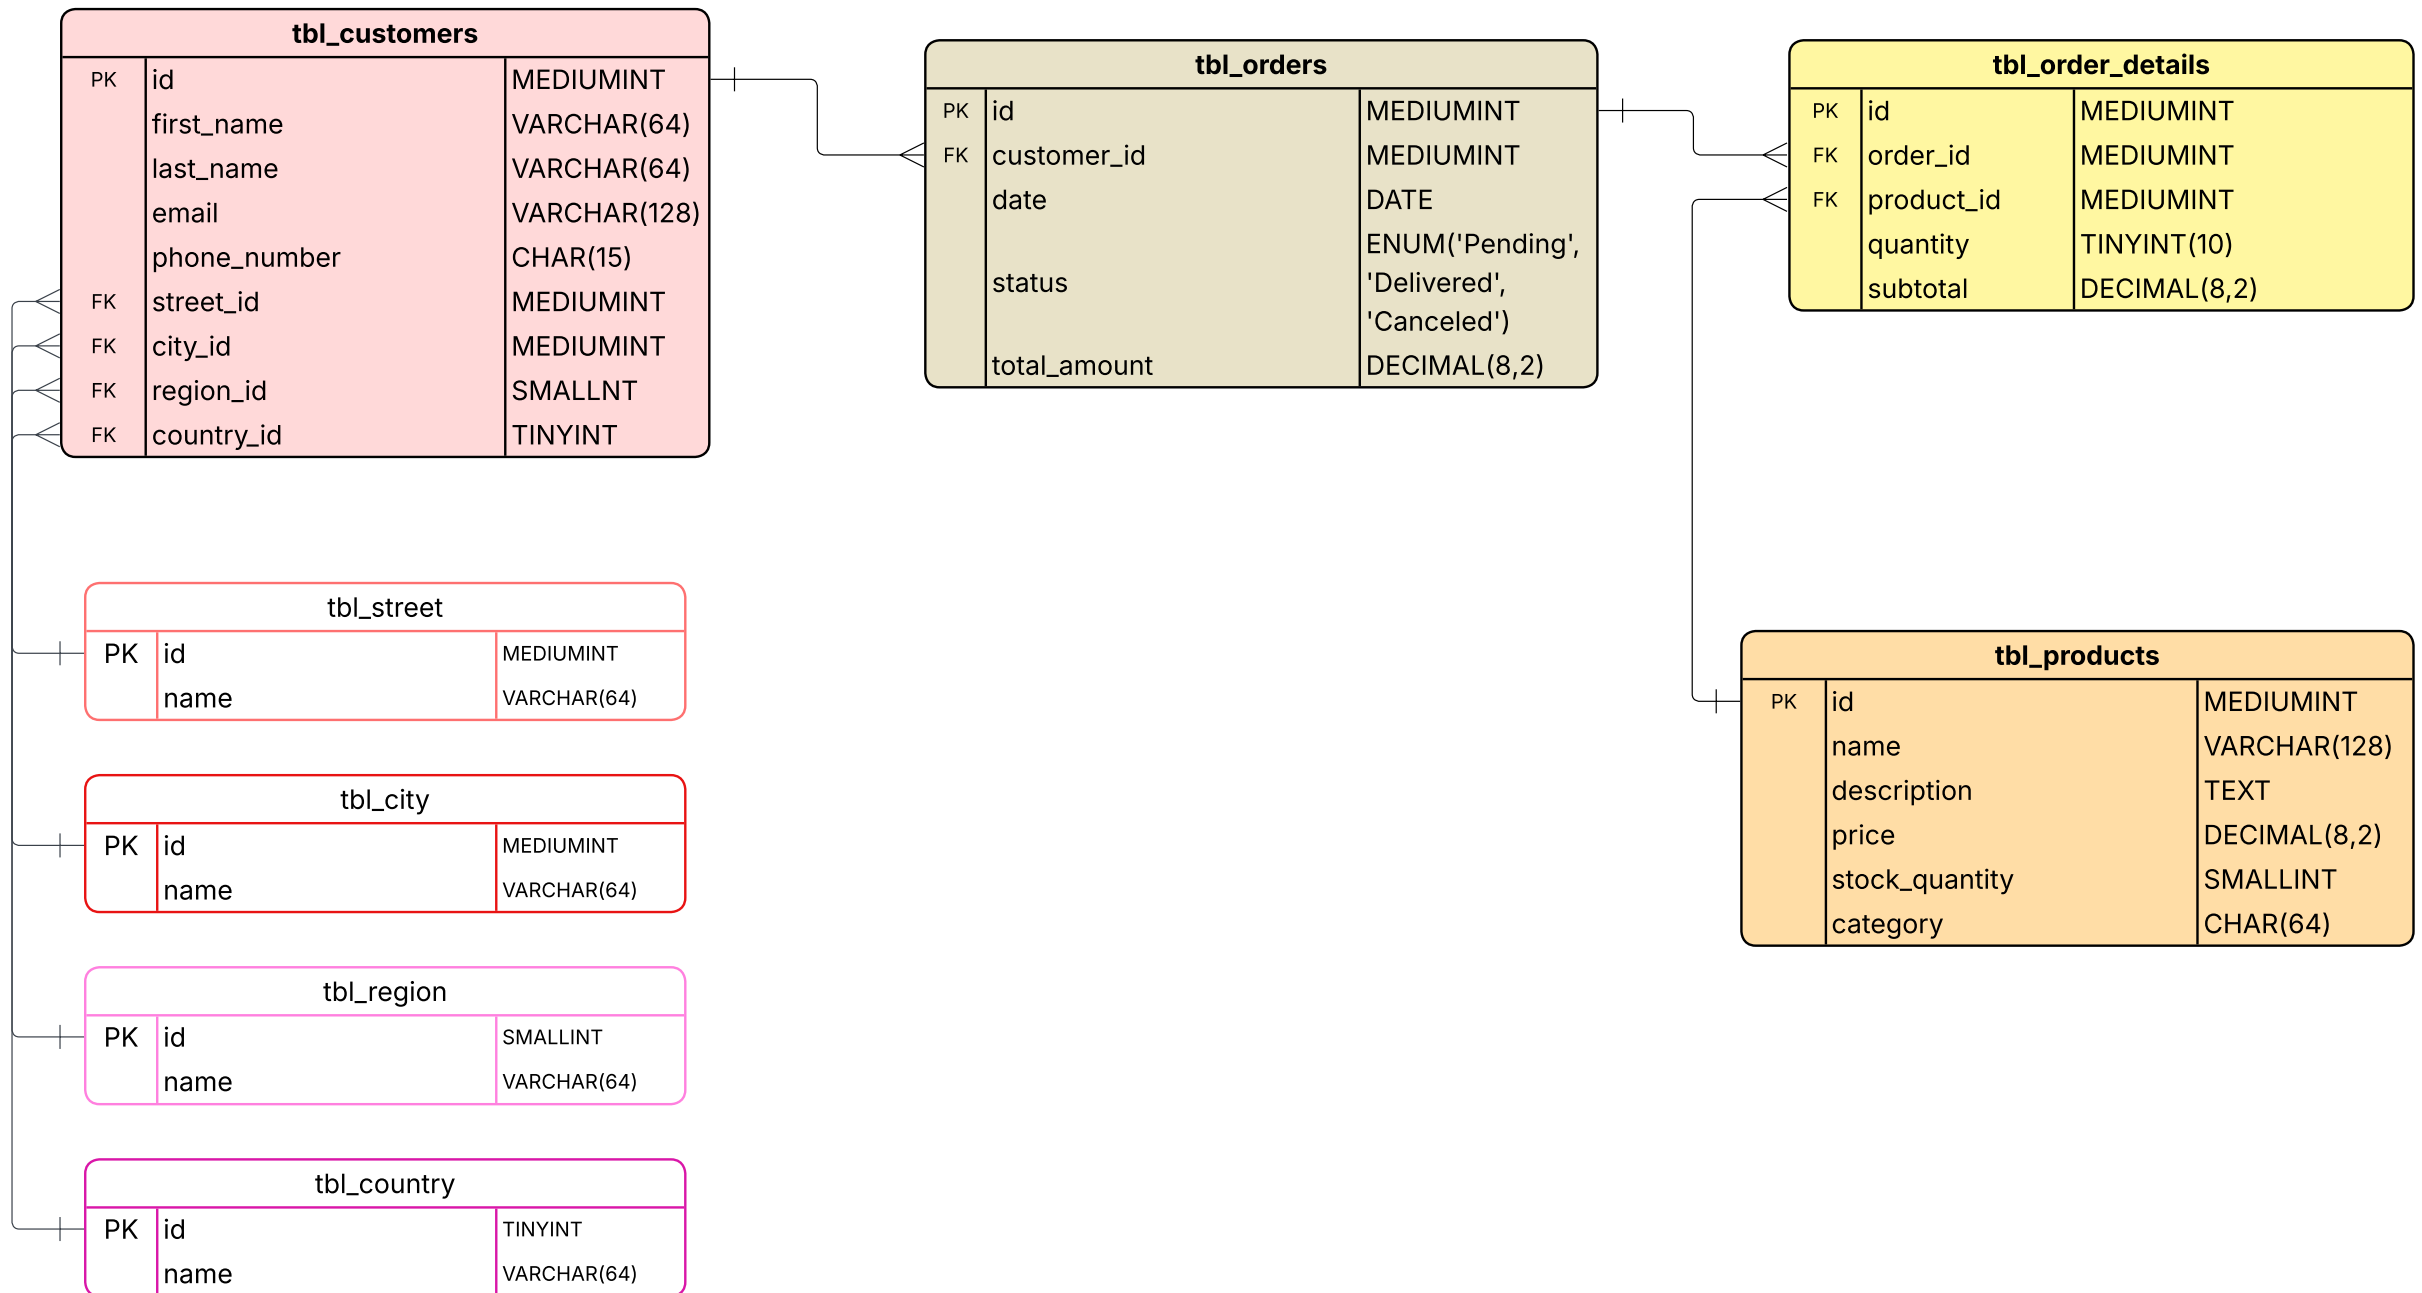 tbl_customers
PK id MEDIUMINT
first_name VARCHAR(64)
last_name VARCHAR(64)
email VARCHAR(128)
phone_number CHAR(15)
FK street_id MEDIUMINT
FK city_id MEDIUMINT
FK region_id SMALLNT
FK country_id TINYINT
tbl_orders
PK id MEDIUMINT
FK customer_id MEDIUMINT
date DATE
status ENUM('Pending',
'Delivered',
'Canceled')
total_amount DECIMAL(8,2)
tbl_order_details
PK id MEDIUMINT
FK order_id MEDIUMINT
FK product_id MEDIUMINT
quantity TINYINT(10)
subtotal DECIMAL(8,2)
tbl_street
PK id MEDIUMINT
name VARCHAR(64)
tbl_city
PK id MEDIUMINT
name VARCHAR(64)
tbl_region
PK id SMALLINT
name VARCHAR(64)
tbl_country
PK id TINYINT
name VARCHAR(64)
tbl_products
PK id MEDIUMINT
name VARCHAR(128)
description TEXT
price DECIMAL(8,2)
stock_quantity SMALLINT
category CHAR(64)